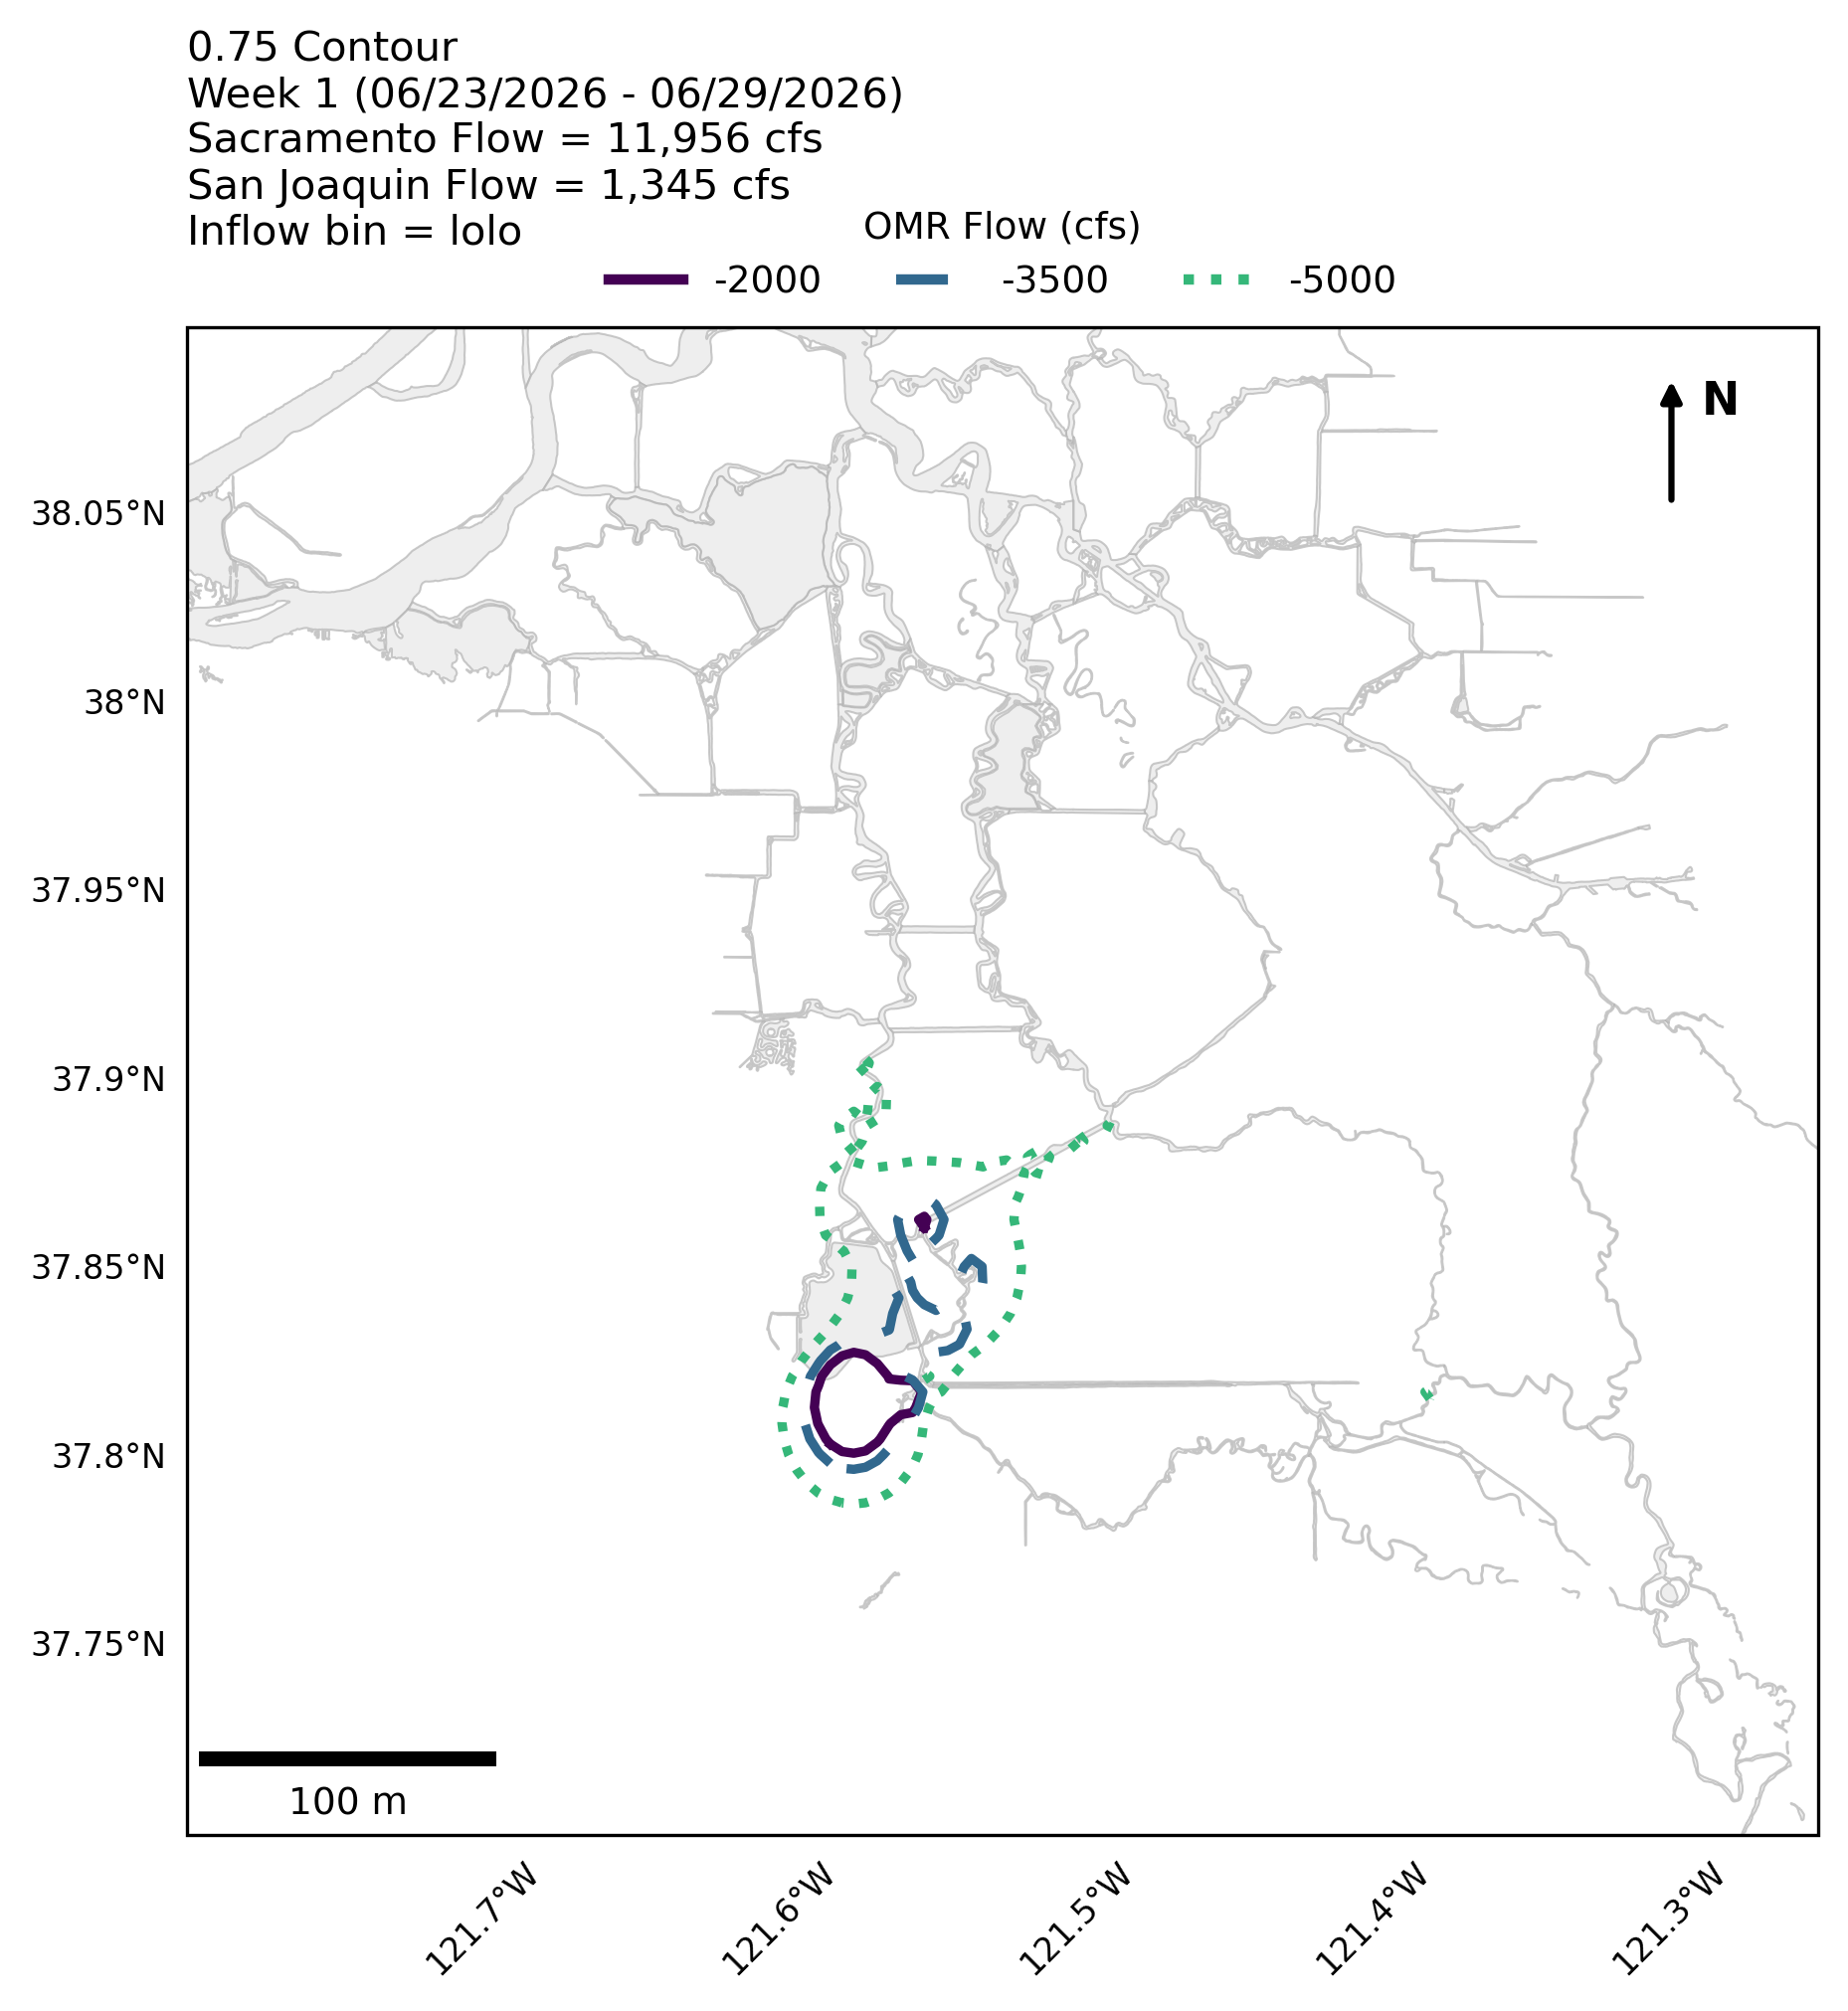 0.75 Contour
Week 1 (06/23/2026 - 06/29/2026)
Sacramento Flow = 11,956 cfs
San Joaquin Flow = 1,345 cfs
Inflow bin = lolo
OMR Flow (cfs)
-2000 -3500 -5000
N
38.05°N
38°N
37.95°N
37.9°N
37.85°N
37.8°N
37.75°N
100 m
121.7°W 121.6°W 121.5°W 121.4°W 121.3°W